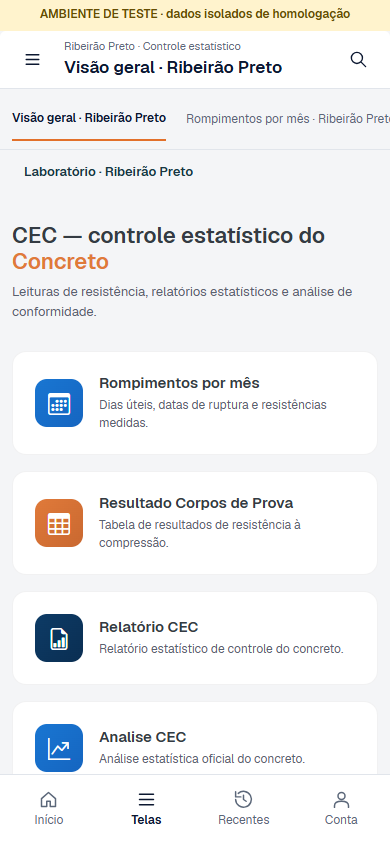 AMBIENTE DE TESTE · dados isolados de homologação
Ribeirão Preto · Controle estatístico
Visão geral · Ribeirão Preto
Visão geral · Ribeirão Preto
Rompimentos por mês · Ribeirão Preto
Laboratório · Ribeirão Preto
CEC — controle estatístico do
Concreto
Leituras de resistência, relatórios estatísticos e análise de
conformidade.
Rompimentos por mês
Dias úteis, datas de ruptura e resistências
medidas.
Resultado Corpos de Prova
Tabela de resultados de resistência à
compressão.
Relatório CEC
Relatório estatístico de controle do concreto.
Analise CEC
Análise estatística oficial do concreto.
Início
Telas
Recentes
Conta